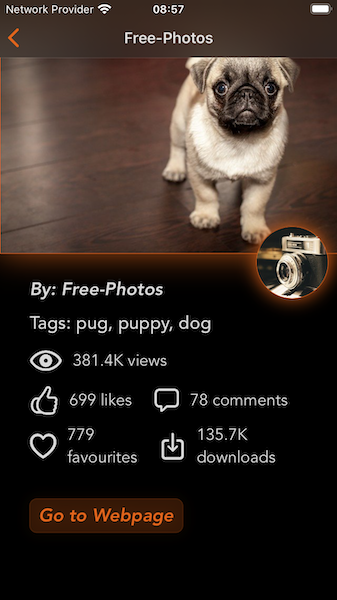 Network Provider 08:57
Free-Photos
By: Free-Photos
Tags: pug, puppy, dog
381.4K views
699 likes 78 comments
779 135.7K
favourites downloads
Go to Webpage